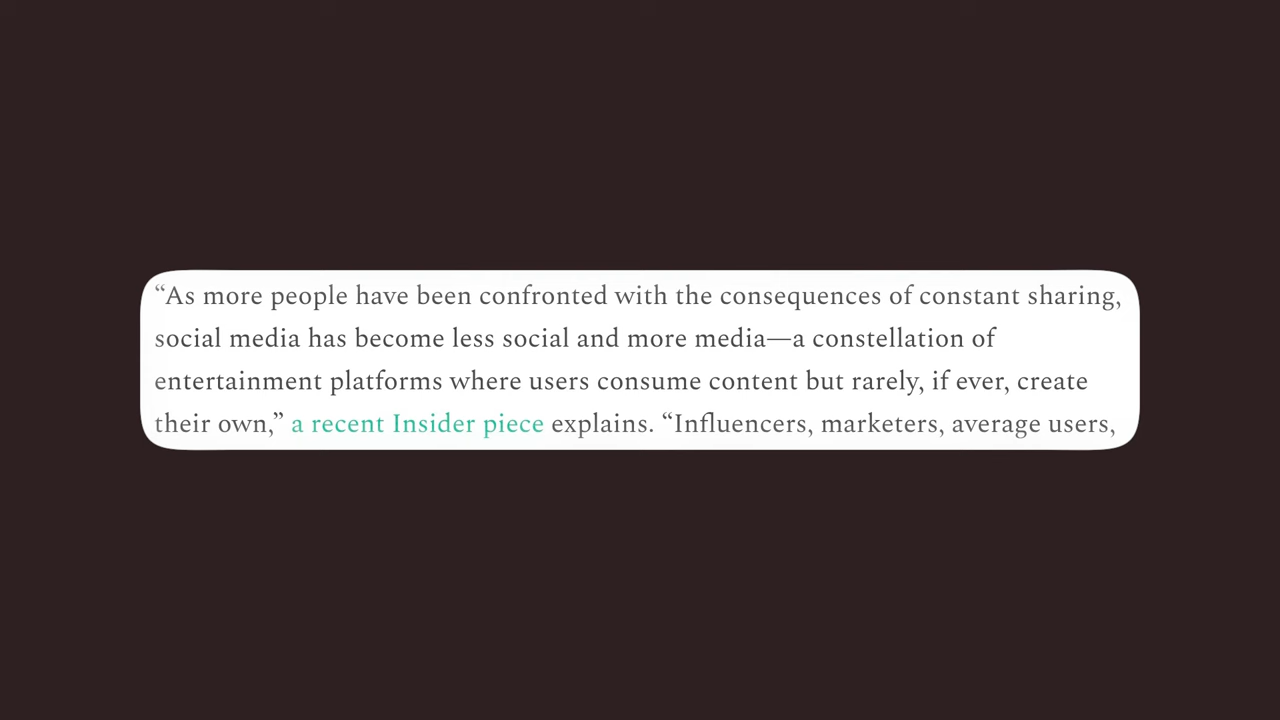 “As more people have been confronted with the consequences of constant sharing,
social media has become less social and more media—a constellation of
entertainment platforms where users consume content but rarely, if ever, create
their own,” a recent Insider piece explains. “Influencers, marketers, average users,